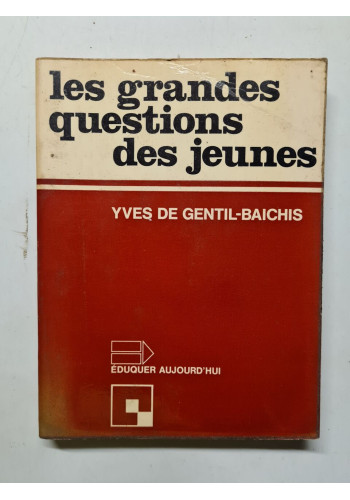 les grandes
questions
des jeunes
YVES DE GENTIL-BAICHIS
ÉDUQUER AUJOURD'HUI